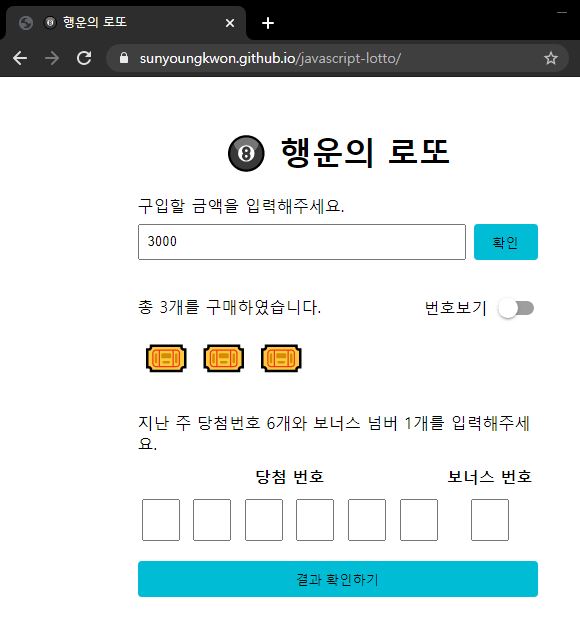 행운의 로또
sunyoungkwon.github.io/javascript-lotto/
행운의 로또
구입할 금액을 입력해주세요.
3000 확인
총 3개를 구매하였습니다. 번호보기
지난 주 당첨번호 6개와 보너스 넘버 1개를 입력해주세
요.
당첨 번호 보너스 번호
결과 확인하기